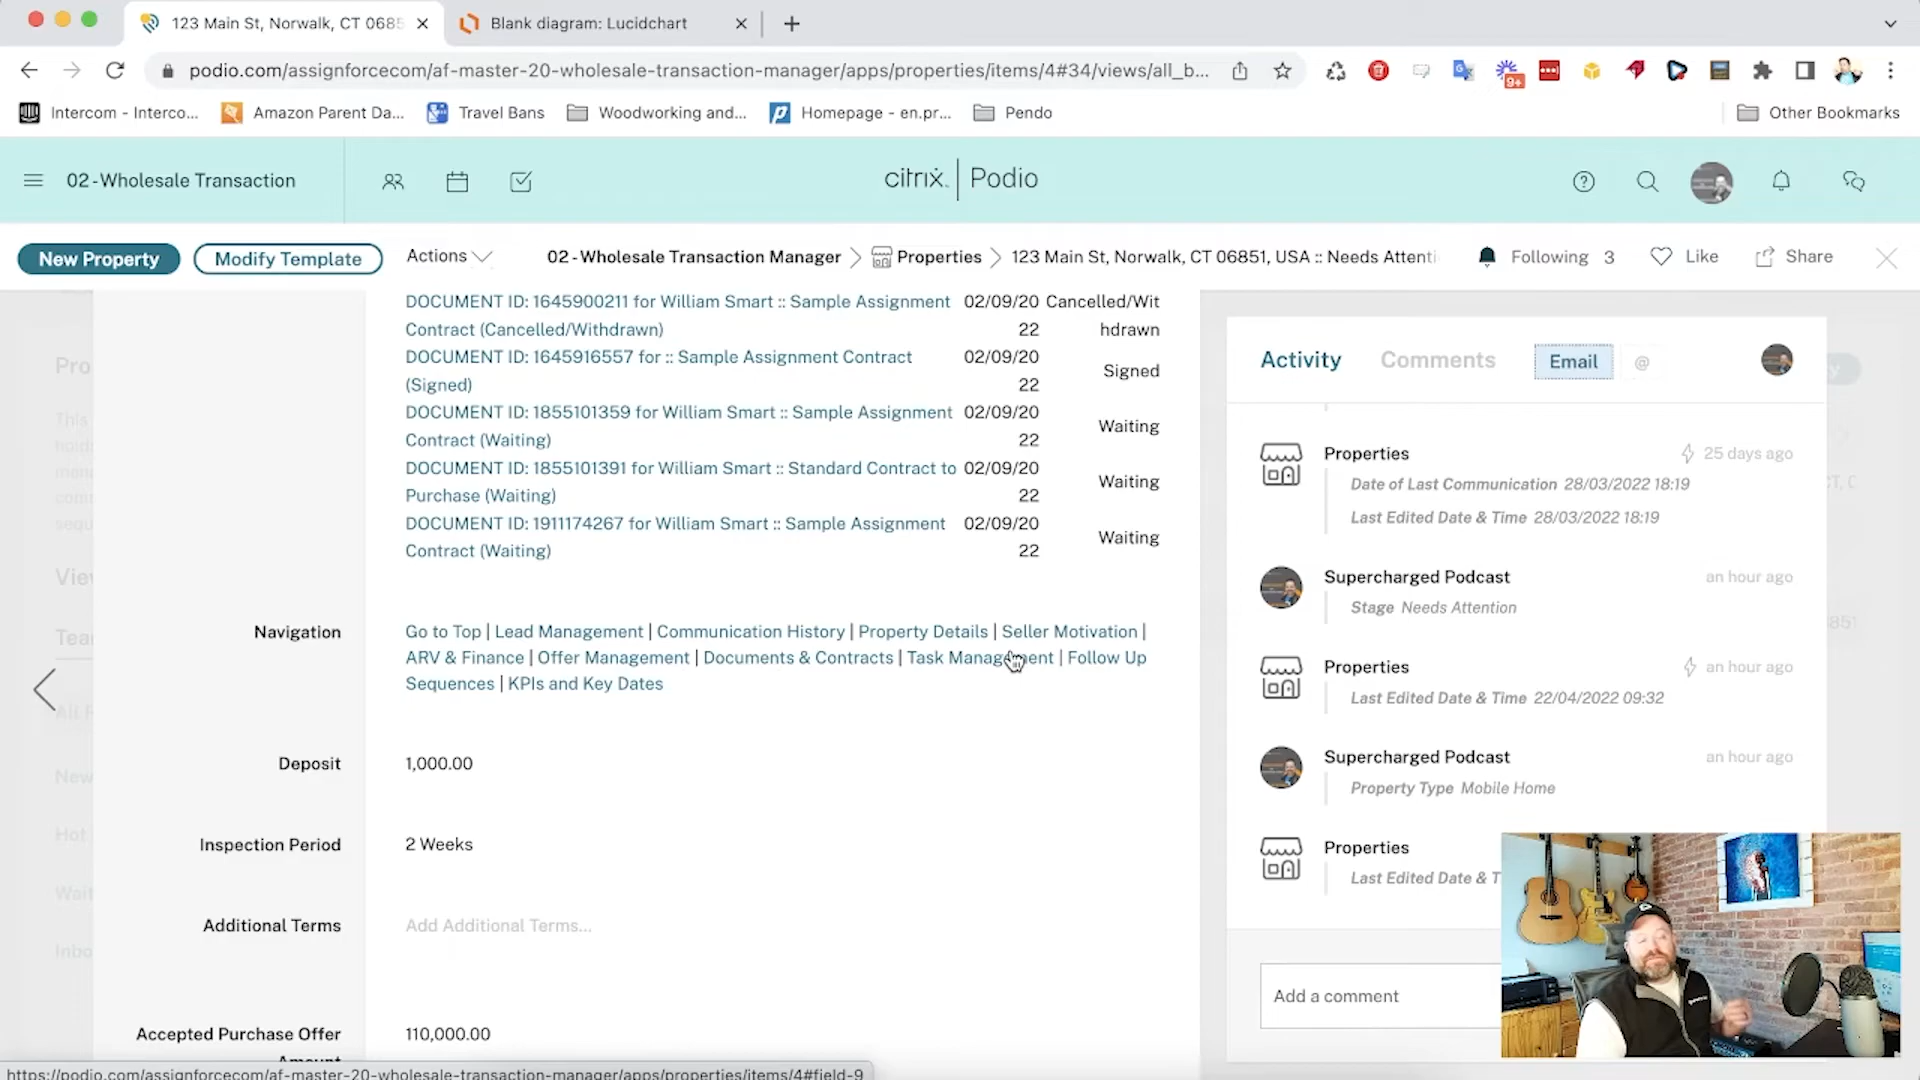 123 Main St, Norwalk, CT 0685
Blank diagram: Lucidchart
podio.com/assignforcecom/af-master-20-wholesale-transaction-manager/apps/properties/items/4#34/views/all_b...
9+
Intercom - Interco...
Amazon Parent Da...
Travel Bans
Woodworking and...
Homepage - en.pr...
Pendo
Other Bookmarks
02 - Wholesale Transaction
citrix. | Podio
New Property
Modify Template
Actions
02 - Wholesale Transaction Manager
Properties
123 Main St, Norwalk, CT 06851, USA :: Needs Attenti
Following 3
Like
Share
DOCUMENT ID: 1645900211 for William Smart :: Sample Assignment 02/09/20 Cancelled/Wit
Contract (Cancelled/Withdrawn) 22 hdrawn
DOCUMENT ID: 1645916557 for :: Sample Assignment Contract 02/09/20
Signed
(Signed) 22
DOCUMENT ID: 1855101359 for William Smart :: Sample Assignment 02/09/20
Waiting
Contract (Waiting) 22
DOCUMENT ID: 1855101391 for William Smart :: Standard Contract to 02/09/20
Waiting
Purchase (Waiting) 22
DOCUMENT ID: 1911174267 for William Smart :: Sample Assignment 02/09/20
Waiting
Contract (Waiting) 22
Navigation
Go to Top | Lead Management | Communication History | Property Details | Seller Motivation |
ARV & Finance | Offer Management | Documents & Contracts | Task Management | Follow Up
Sequences | KPIs and Key Dates
Deposit
1,000.00
Inspection Period
2 Weeks
Additional Terms
Add Additional Terms...
Accepted Purchase Offer
Amount
110,000.00
Pro
This
View
Tea
All F
New
Hot
Wait
Inbo
Activity
Comments
Email
@
Properties
25 days ago
Date of Last Communication 28/03/2022 18:19
Last Edited Date & Time 28/03/2022 18:19
Supercharged Podcast
an hour ago
Stage Needs Attention
Properties
an hour ago
Last Edited Date & Time 22/04/2022 09:32
Supercharged Podcast
an hour ago
Property Type Mobile Home
Properties
Last Edited Date & T
Add a comment
https://podio.com/assignforcecom/af-master-20-wholesale-transaction-manager/apps/properties/items/4#field-9